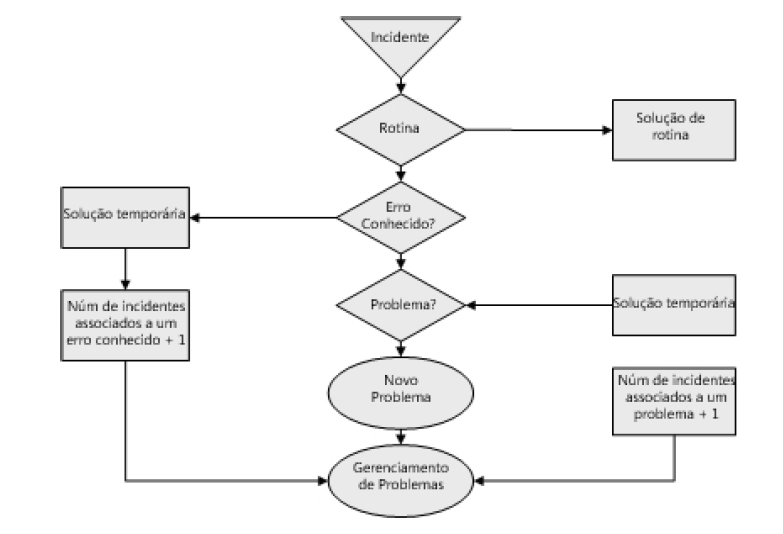 Incidente
Rotina
Solução de
rotina
Erro
Conhecido?
Solução temporária
Núm de incidentes
associados a um
erro conhecido + 1
Problema?
Solução temporária
Novo
Problema
Núm de incidentes
associados a um
problema + 1
Gerenciamento
de Problemas